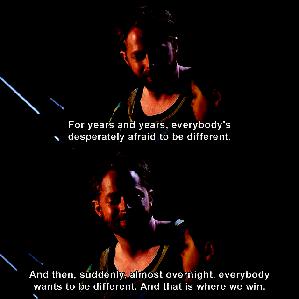 For years and years, everybody's
desperately afraid to be different.
And then, suddenly, almost overnight, everybody
wants to be different. And that is where we win.